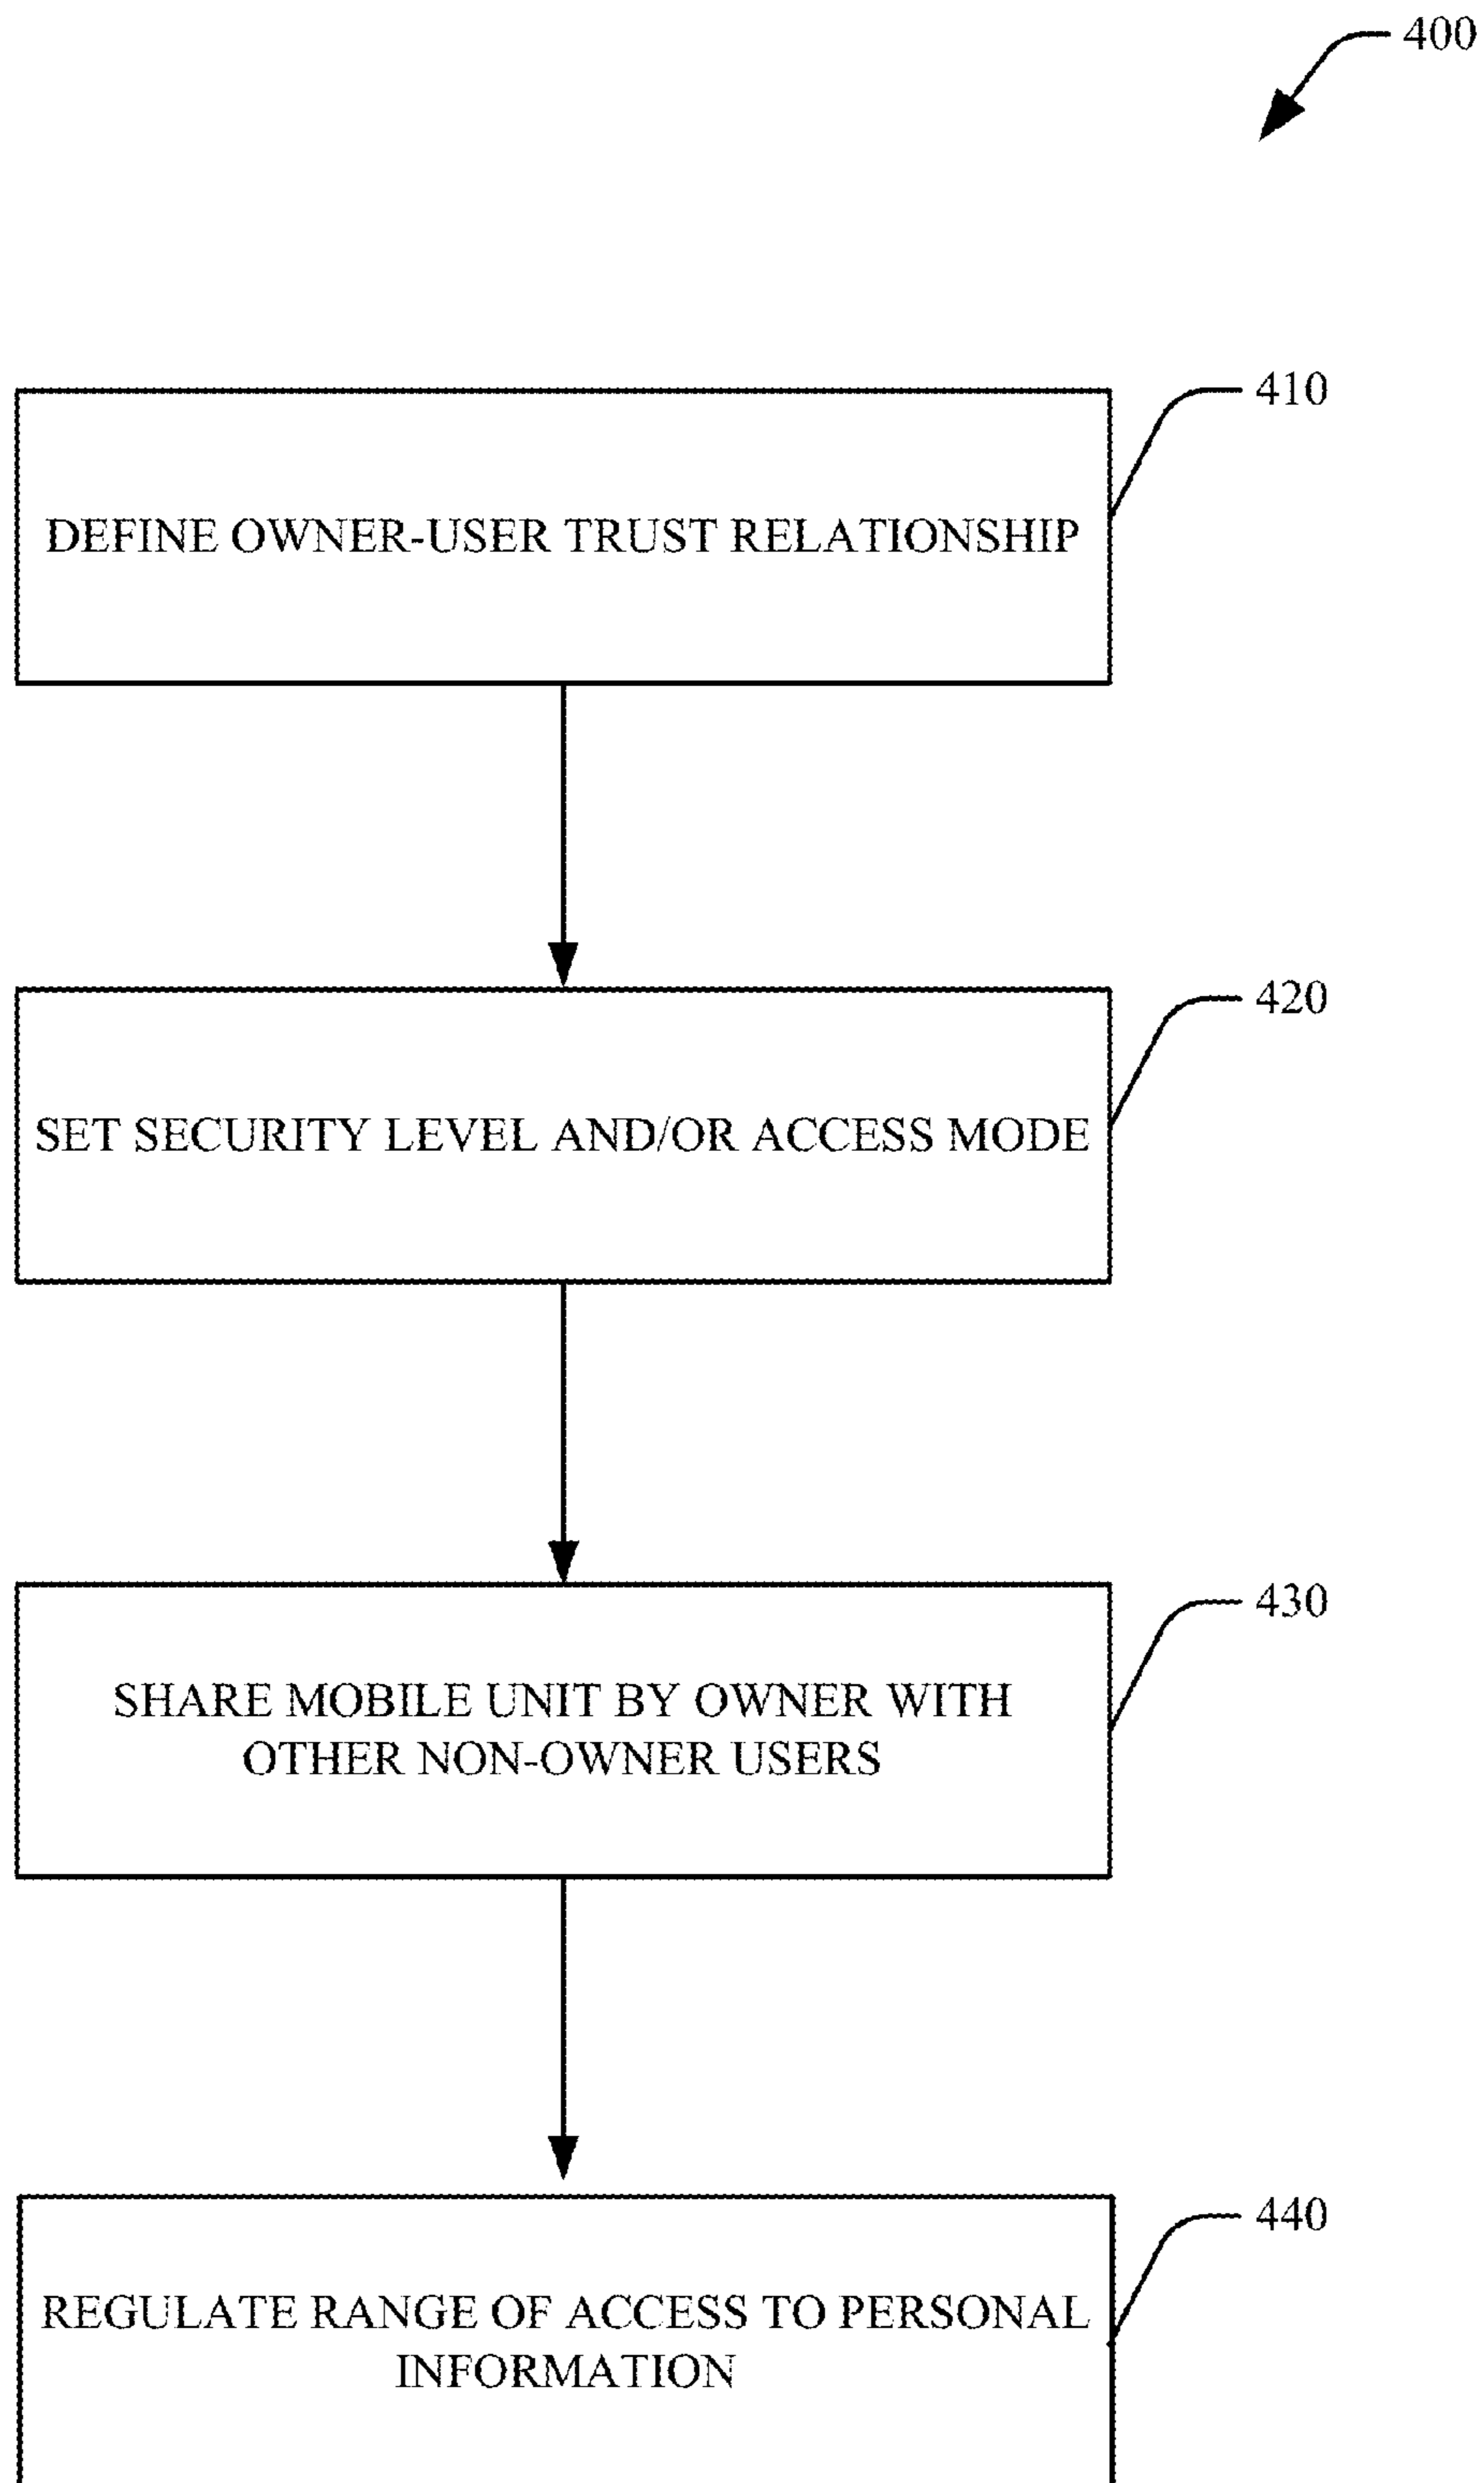 400
410
DEFINE OWNER-USER TRUST RELATIONSHIP
420
SET SECURITY LEVEL AND/OR ACCESS MODE
430
SHARE MOBILE UNIT BY OWNER WITH
OTHER NON-OWNER USERS
440
REGULATE RANGE OF ACCESS TO PERSONAL
INFORMATION